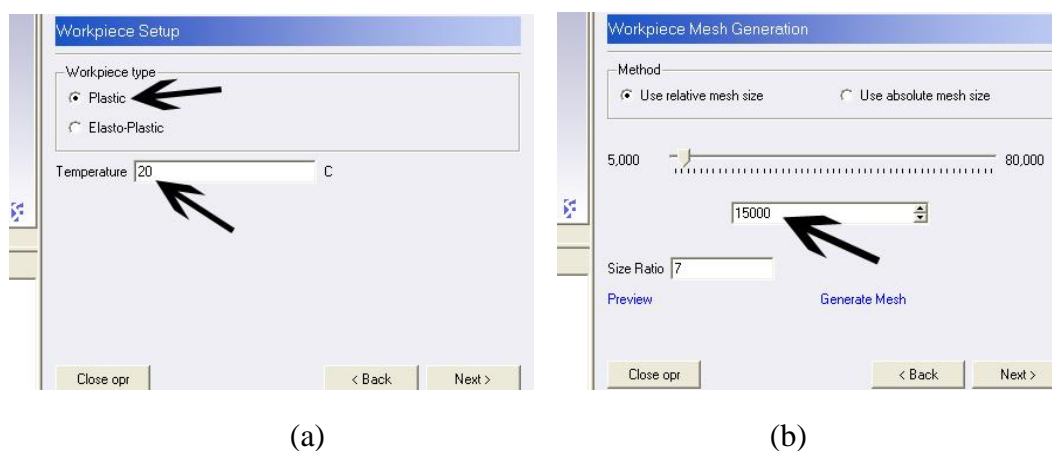 Workpiece Setup
Workpiece type
Plastic
Elasto-Plastic
Temperature 20 C
Close opr < Back Next >
(a)
Workpiece Mesh Generation
Method
Use relative mesh size Use absolute mesh size
5,000 80,000
15000
Size Ratio 7
Preview Generate Mesh
Close opr < Back Next >
(b)